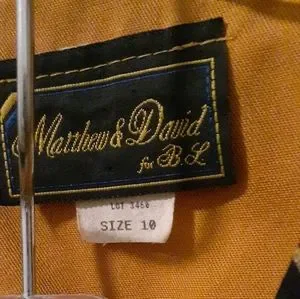 Matthew & David
for B.L
LOT 3460
SIZE 10